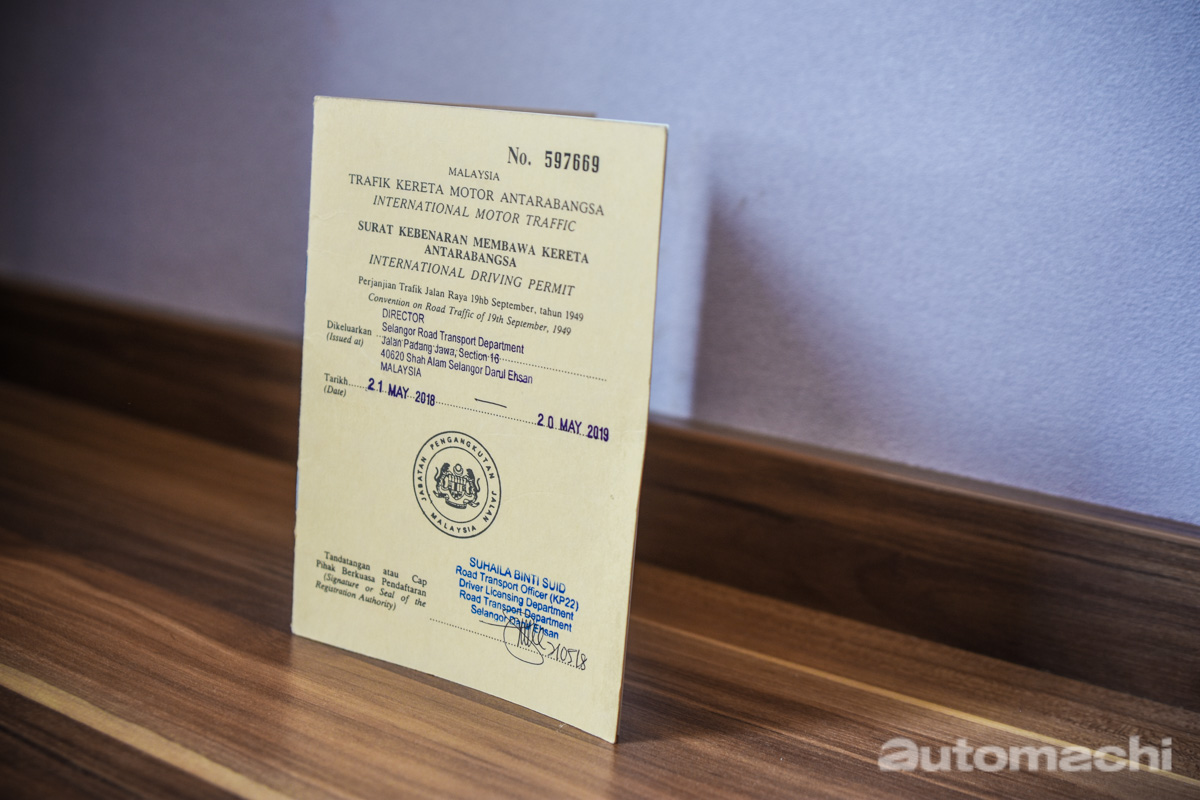 No. 597669
MALAYSIA
TRAFIK KERETA MOTOR ANTARABANGSA
INTERNATIONAL MOTOR TRAFFIC
SURAT KEBENARAN MEMBAWA KERETA
ANTARABANGSA
INTERNATIONAL DRIVING PERMIT
Perjanjian Trafik Jalan Raya 19hb September, tahun 1949
Convention on Road Traffic of 19th September, 1949
DIRECTOR
Dikeluarkan Selangor Road Transport Department
(Issued at) Jalan Padang Jawa, Section 16
40620 Shah Alam Selangor Darul Ehsan
MALAYSIA
Tarikh 21 MAY 2018 — 20 MAY 2019
(Date)
JABATAN PENGANGKUTAN JALAN
MALAYSIA
Tandatangan atau Cap
Pihak Berkuasa Pendaftaran
(Signature or Seal of the
Registration Authority)
SUHAILA BINTI SUID
Road Transport Officer (KP22)
Driver Licensing Department
Road Transport Department
Selangor Darul Ehsan
210518
automachi